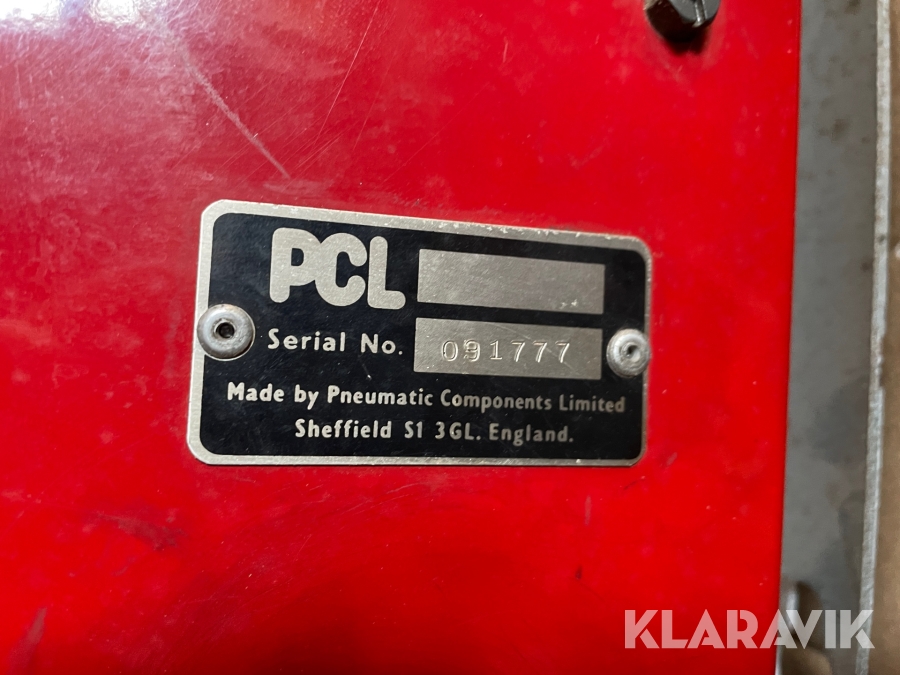 PCL
Serial No. 091777
Made by Pneumatic Components Limited
Sheffield S1 3GL. England.
KLARAVIK